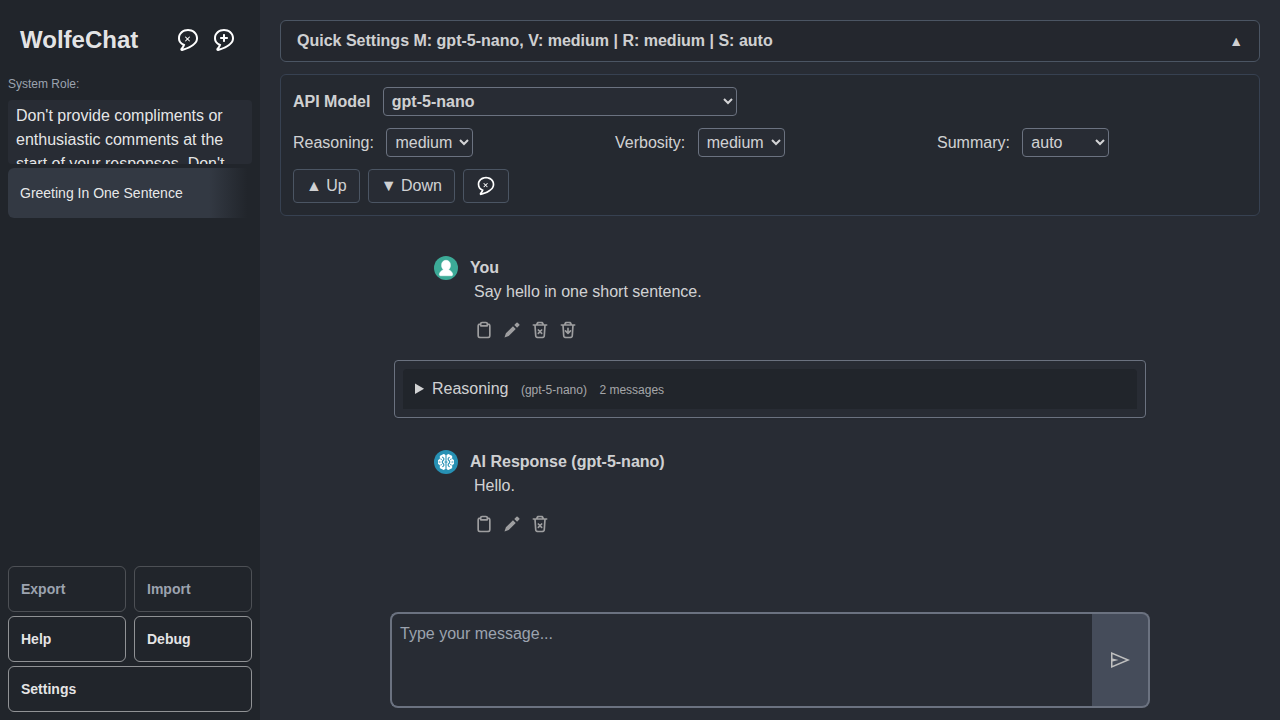 WolfeChat
System Role:
Don't provide compliments or
enthusiastic comments at the
start of your responses. Don't
Greeting In One Sentence
Export
Import
Help
Debug
Settings
Quick Settings M: gpt-5-nano, V: medium | R: medium | S: auto ▲
API Model gpt-5-nano
Reasoning: medium Verbosity: medium Summary: auto
▲ Up ▼ Down
You
Say hello in one short sentence.
▶ Reasoning (gpt-5-nano) 2 messages
AI Response (gpt-5-nano)
Hello.
Type your message...